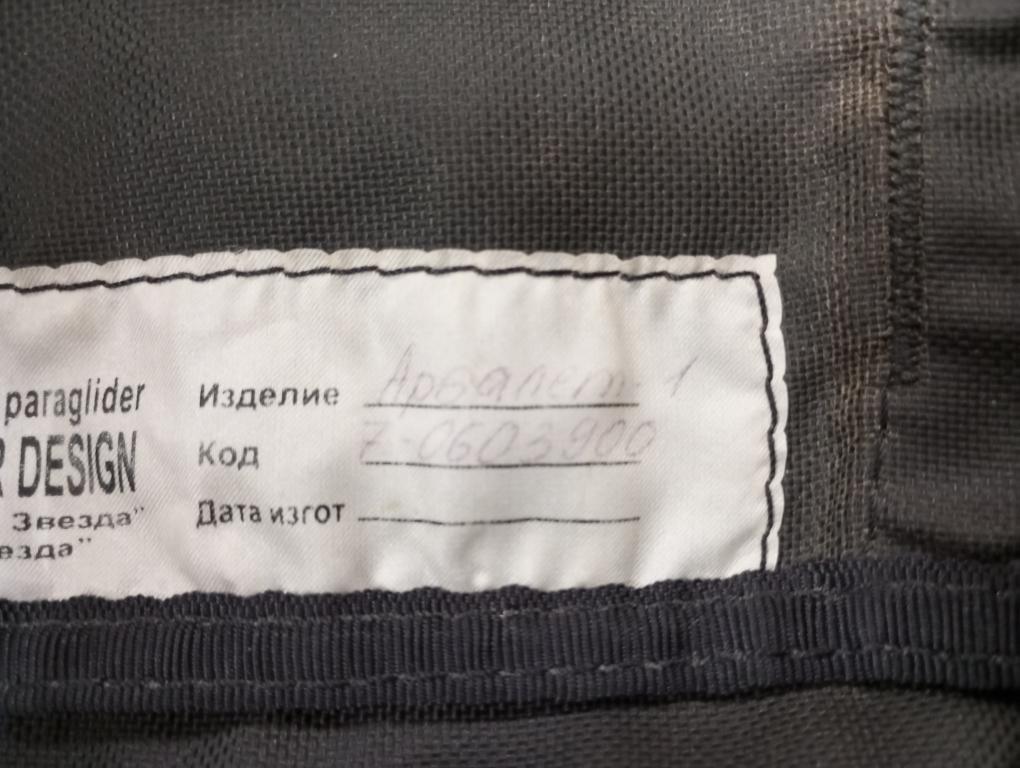 paraglider
DESIGN
Звезда"
Изделие Арбалет 1
Код Z-0603900
Дата изгот